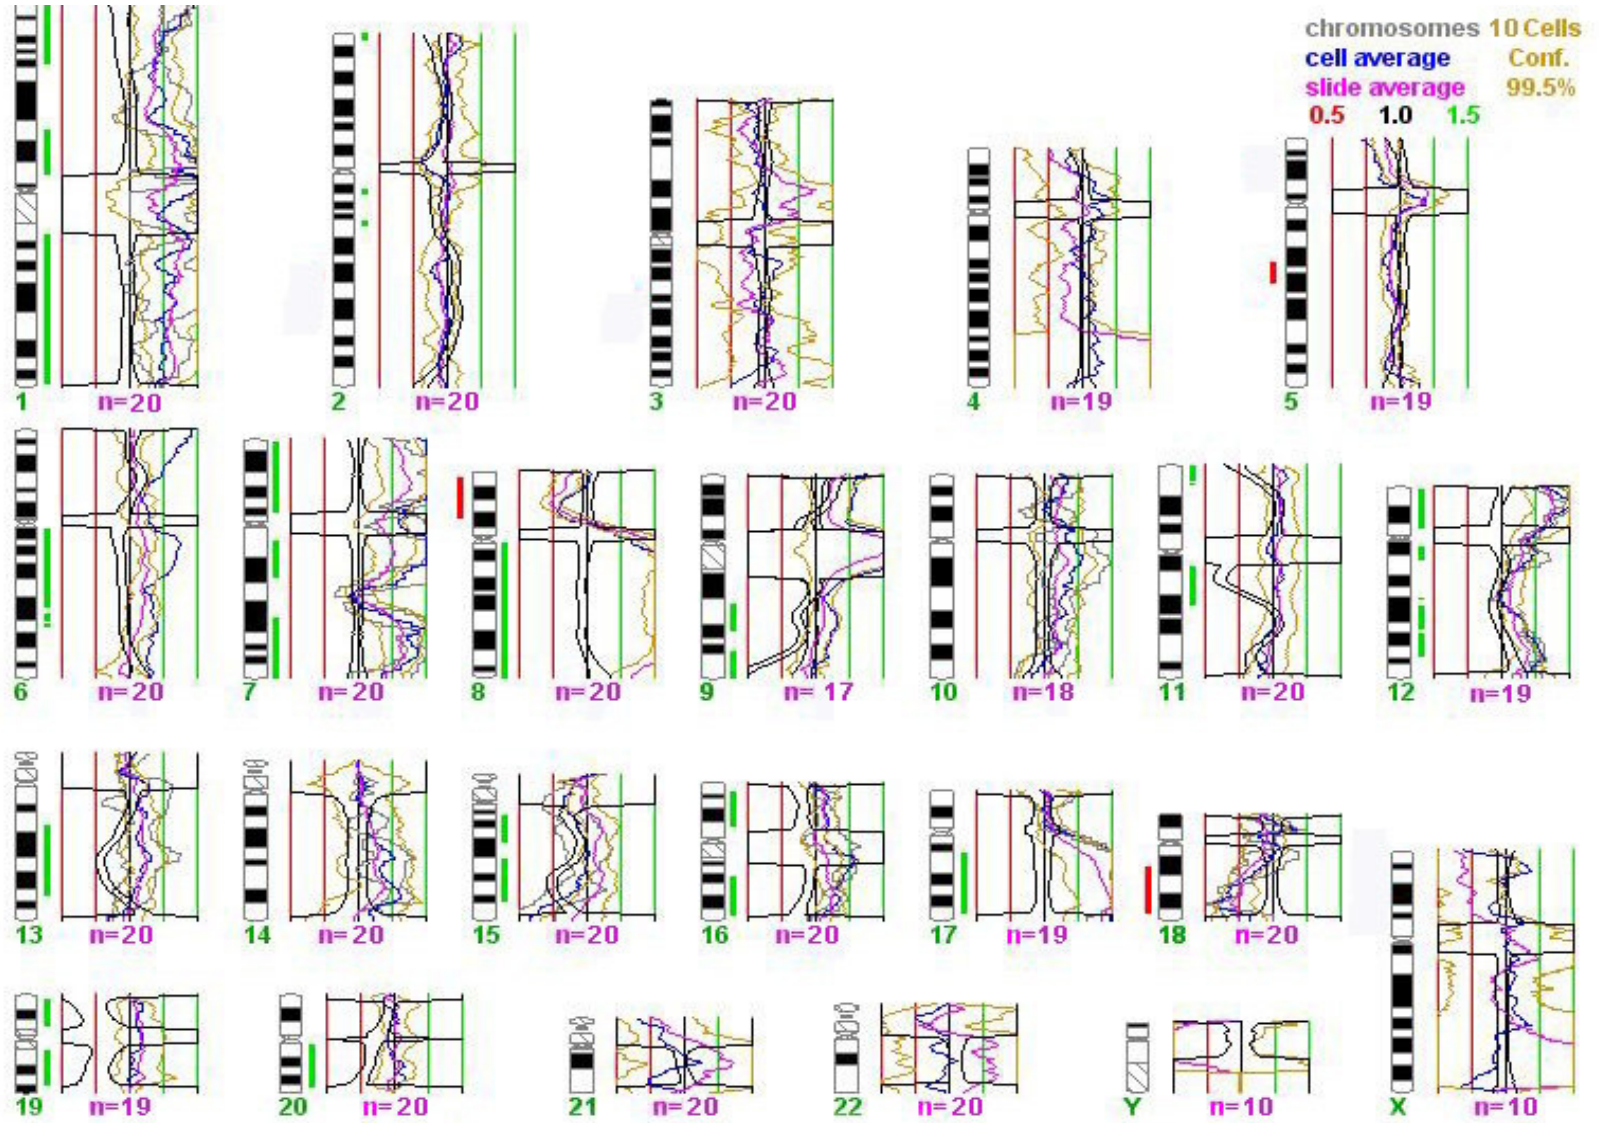 chromosomes 10 Cells
cell average Conf.
slide average 99.5%
0.5 1.0 1.5
1 n=20
2 n=20
3 n=20
4 n=19
5 n=19
6 n=20
7 n=20
8 n=20
9 n=17
10 n=18
11 n=20
12 n=19
13 n=20
14 n=20
15 n=20
16 n=20
17 n=19
18 n=20
19 n=19
20 n=20
21 n=20
22 n=20
Y n=10
X n=10